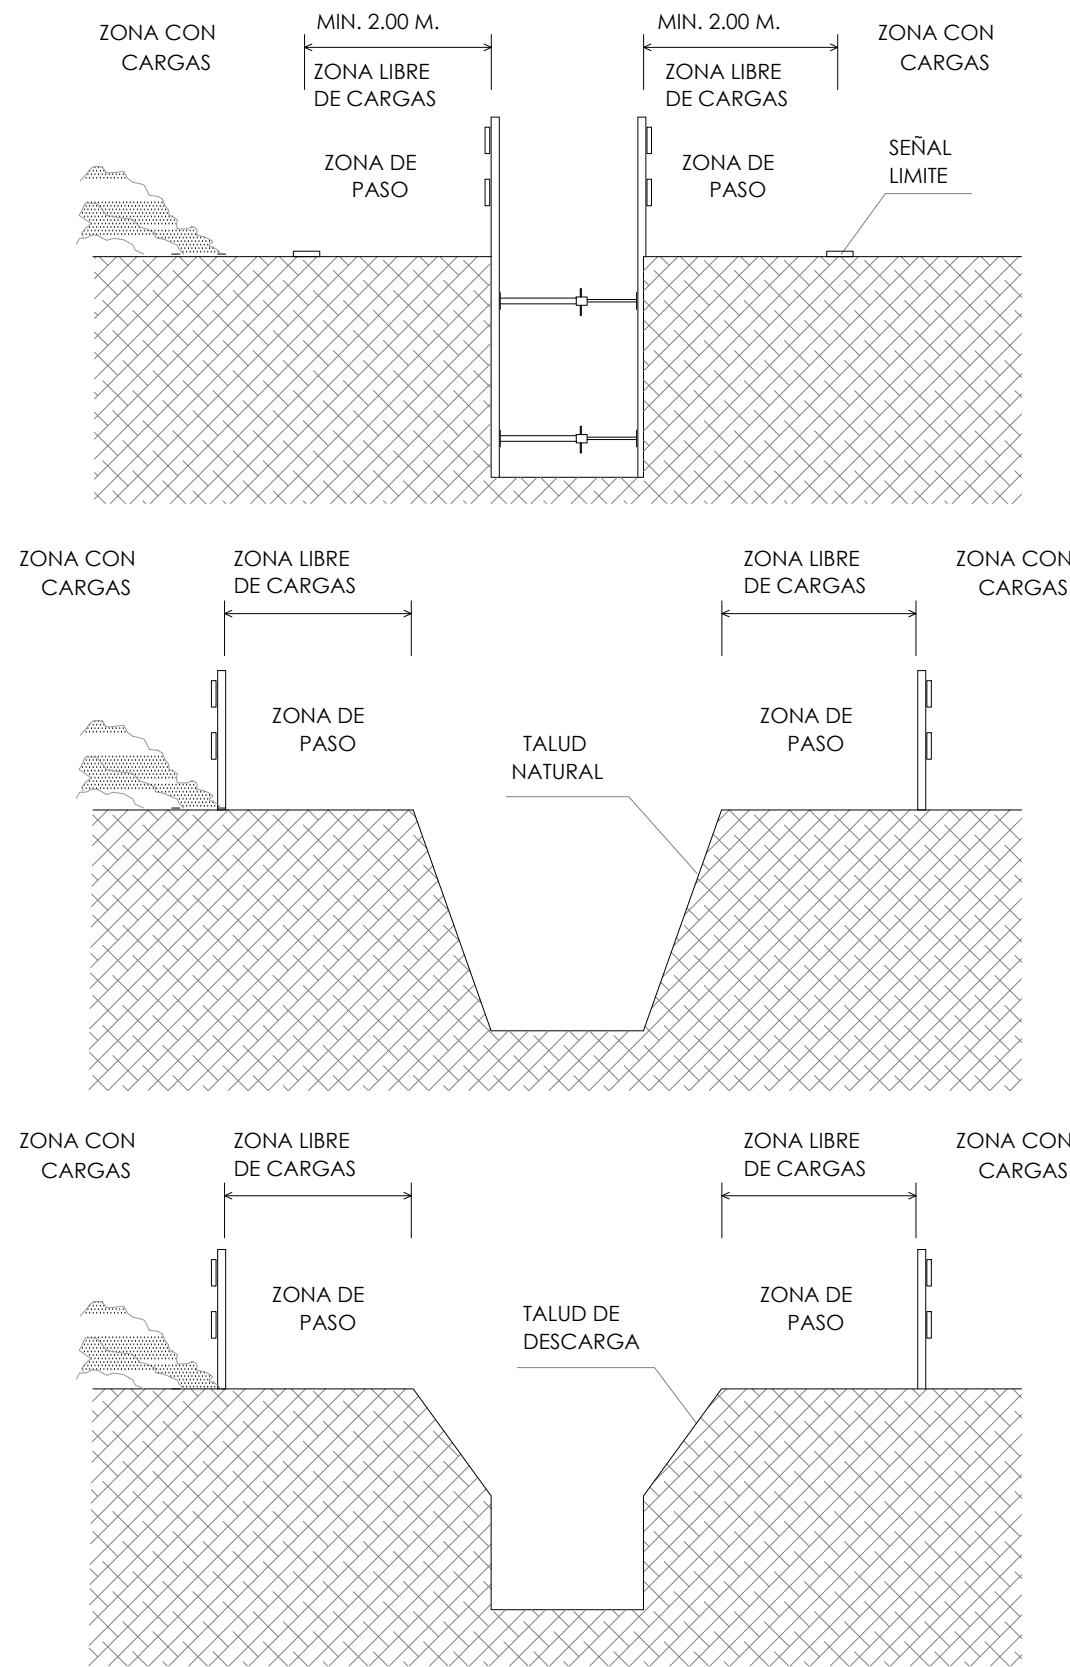 ZONA CON
CARGAS
MIN. 2.00 M.
ZONA LIBRE
DE CARGAS
MIN. 2.00 M.
ZONA LIBRE
DE CARGAS
ZONA CON
CARGAS
ZONA DE
PASO
ZONA DE
PASO
SEÑAL
LIMITE
ZONA CON
CARGAS
ZONA LIBRE
DE CARGAS
ZONA LIBRE
DE CARGAS
ZONA CON
CARGAS
ZONA DE
PASO
TALUD
NATURAL
ZONA DE
PASO
ZONA CON
CARGAS
ZONA LIBRE
DE CARGAS
ZONA LIBRE
DE CARGAS
ZONA CON
CARGAS
ZONA DE
PASO
TALUD DE
DESCARGA
ZONA DE
PASO